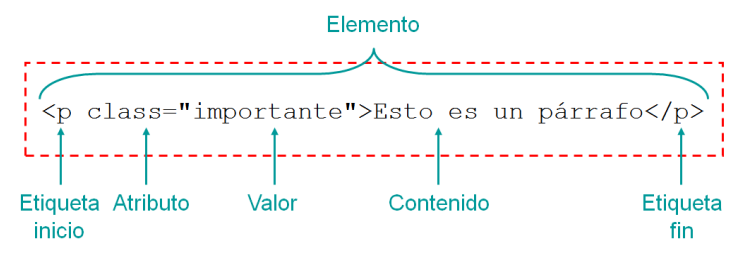 Elemento
<p class="importante">Esto es un párrafo</p>
Etiqueta inicio
Atributo
Valor
Contenido
Etiqueta fin